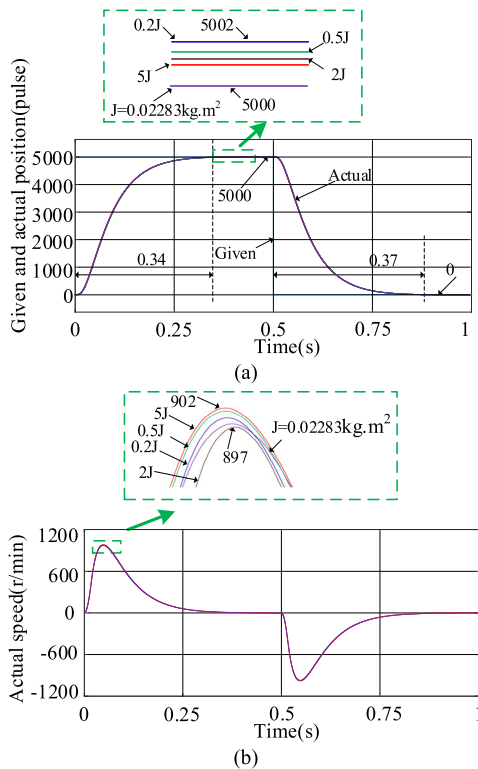 0.2J 5002 0.5J
5J 2J
J=0.02283kg.m² 5000
Given and actual position(pulse)
5000
4000
3000
2000
1000
0
5000
Actual
Given
0.34
0.37
0
0 0.25 0.5 0.75 1
Time(s)
(a)
902
5J
0.5J
0.2J
2J
897
J=0.02283kg.m²
Actual speed(r/min)
1200
600
0
-600
-1200
0 0.25 0.5 0.75 1
Time(s)
(b)